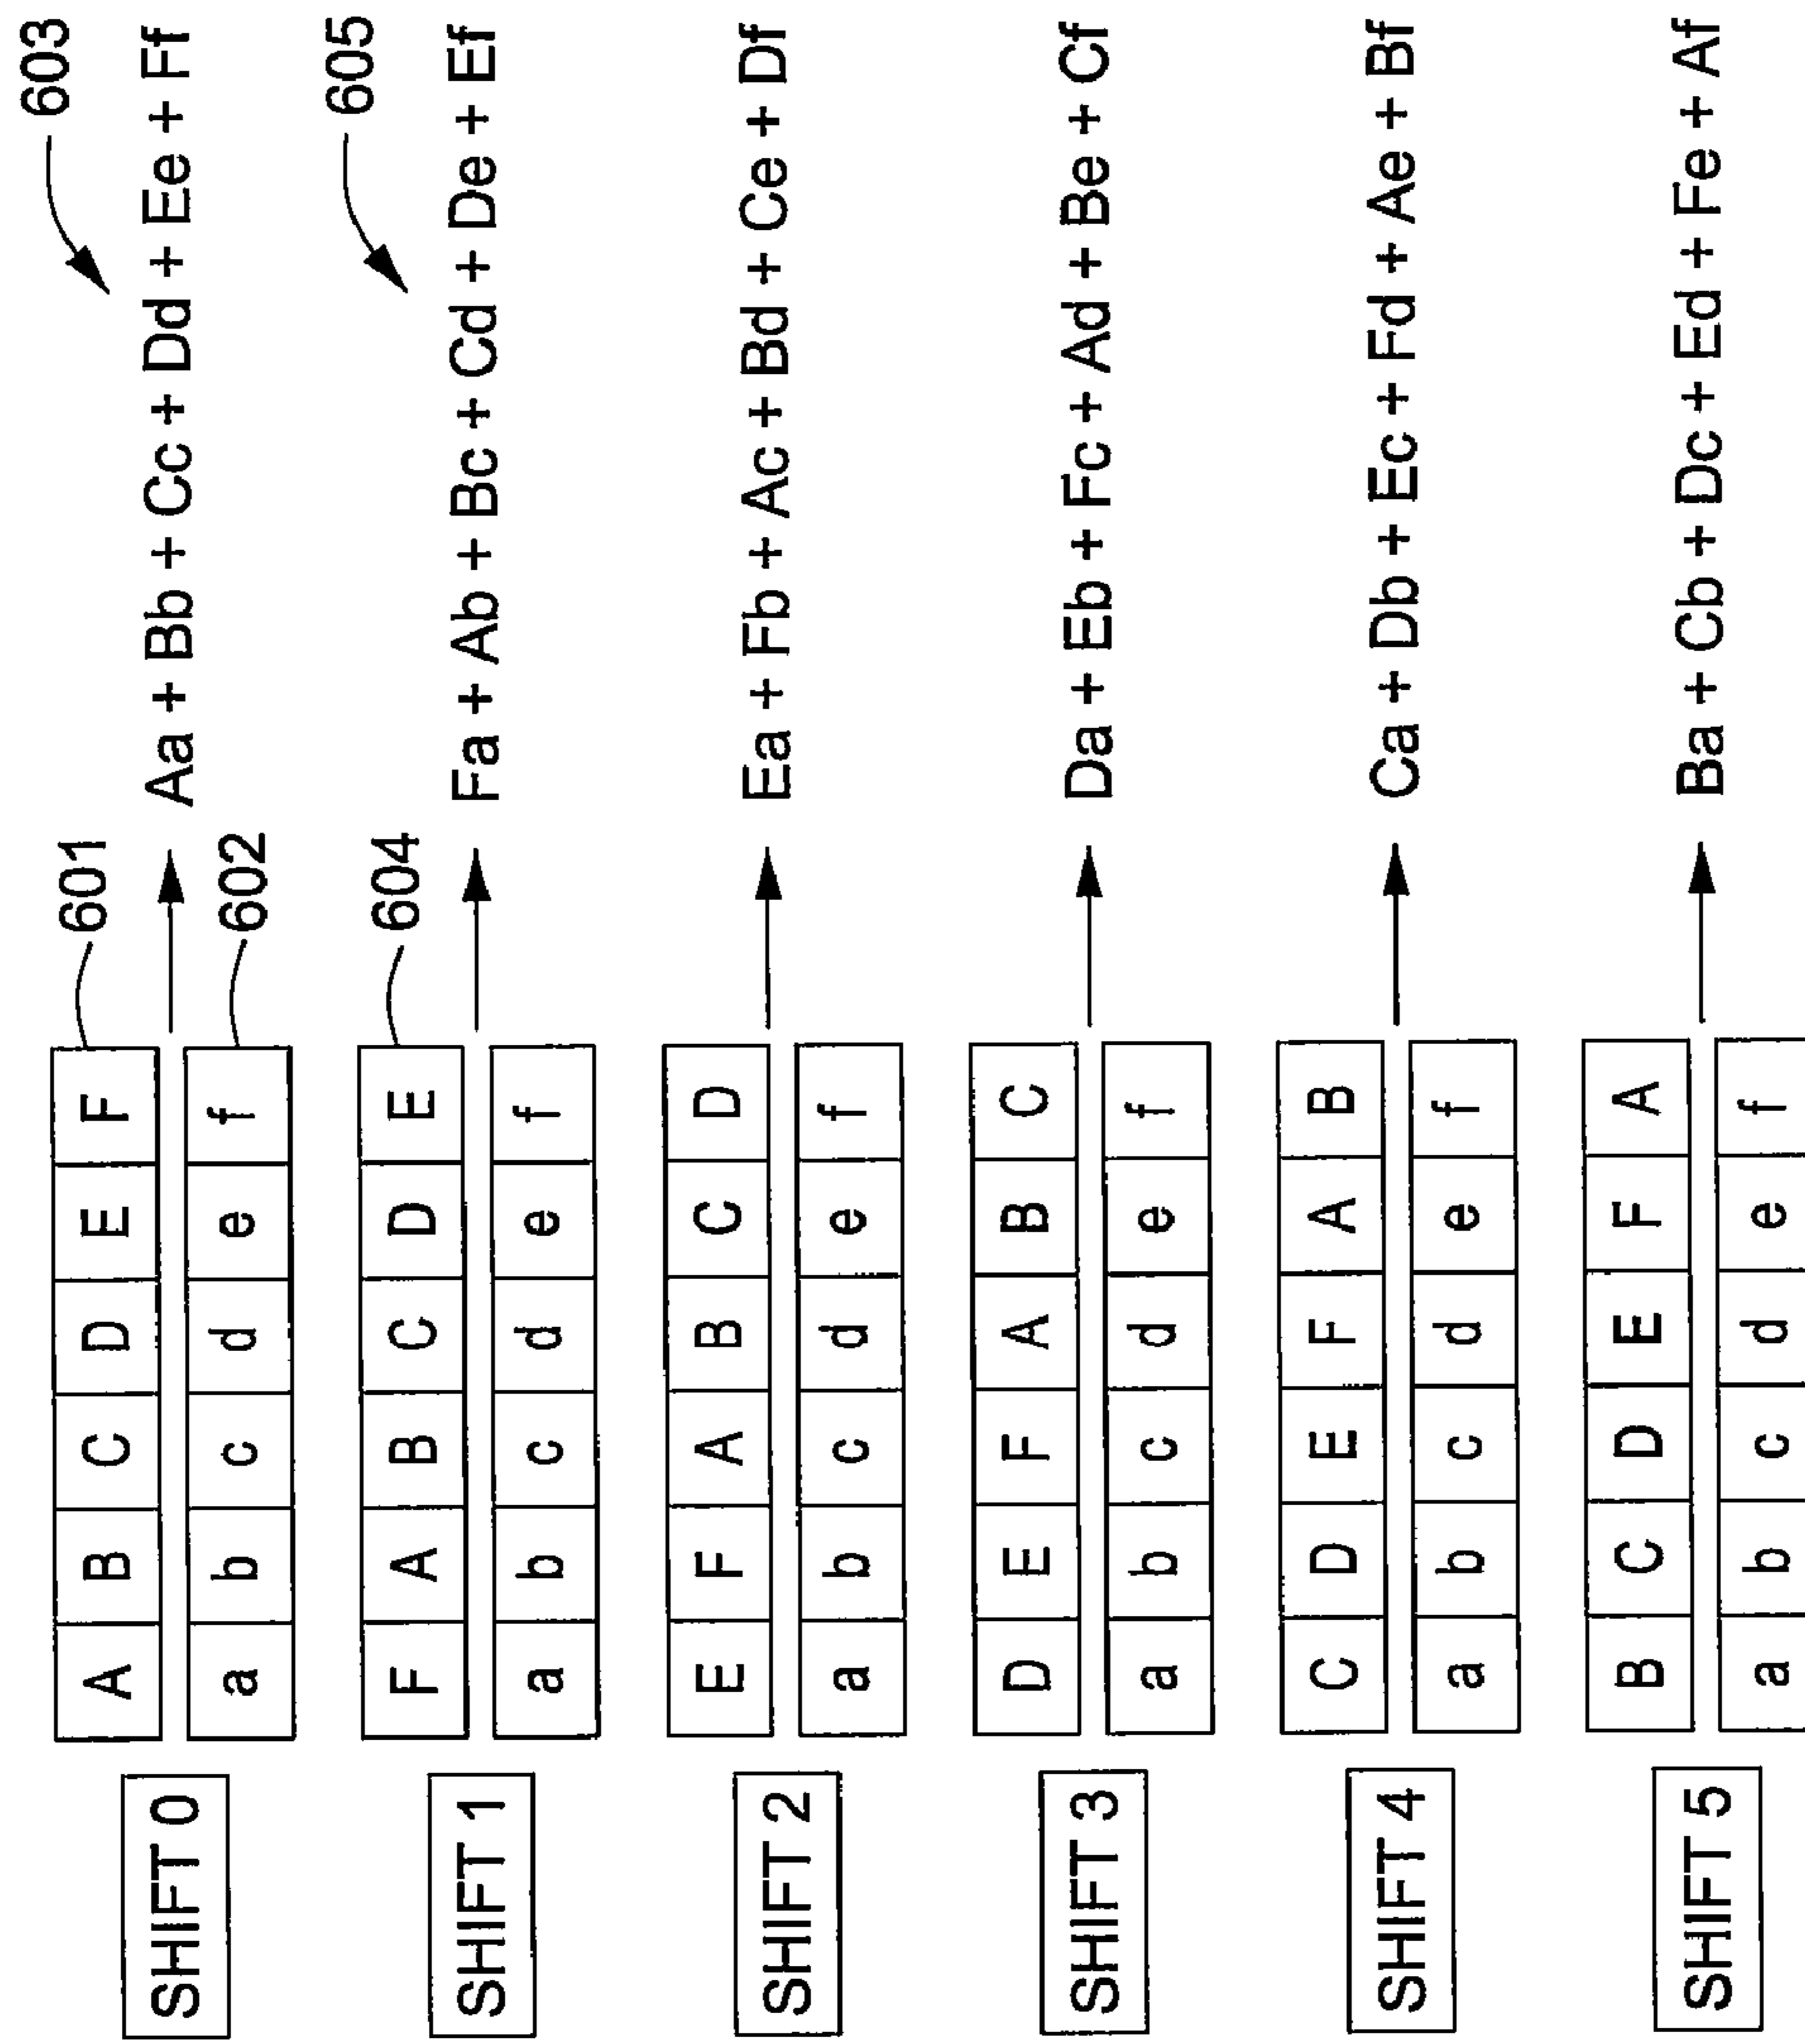 603
601
SHIFT 0
A B C D E F
a b c d e f
Aa + Bb + Cc + Dd + Ee + Ff
602
605
604
SHIFT 1
F A B C D E
a b c d e f
Fa + Ab + Bc + Cd + De + Ef
SHIFT 2
E F A B C D
a b c d e f
Ea + Fb + Ac + Bd + Ce + Df
SHIFT 3
D E F A B C
a b c d e f
Da + Eb + Fc + Ad + Be + Cf
SHIFT 4
C D E F A B
a b c d e f
Ca + Db + Ec + Fd + Ae + Bf
SHIFT 5
B C D E F A
a b c d e f
Ba + Cb + Dc + Ed + Fe + Af